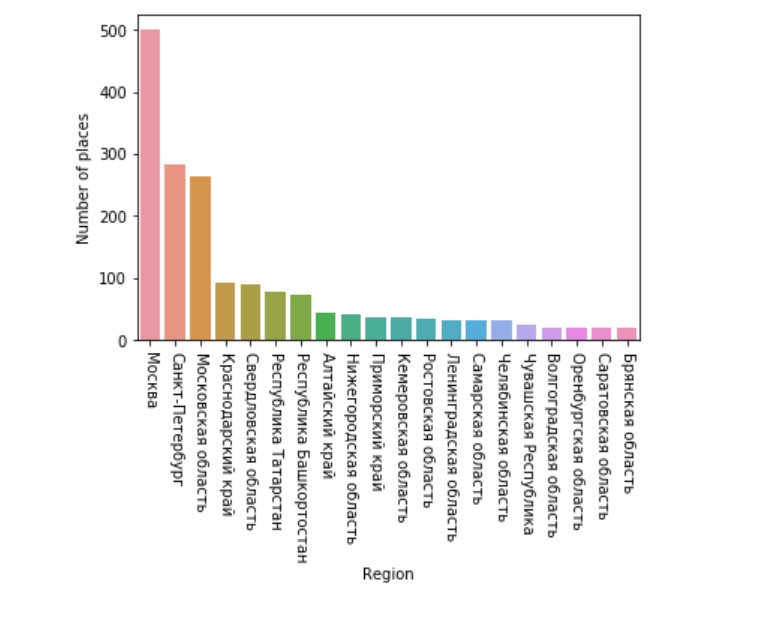 500
400
300
200
100
0
Number of places
Москва
Санкт-Петербург
Московская область
Краснодарский край
Свердловская область
Республика Татарстан
Республика Башкортостан
Алтайский край
Нижегородская область
Приморский край
Кемеровская область
Ростовская область
Ленинградская область
Самарская область
Челябинская область
Чувашская Республика
Волгоградская область
Оренбургская область
Саратовская область
Брянская область
Region